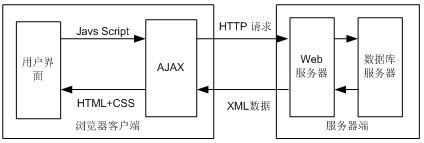 Javs Script
HTTP 请求
用户界
面
AJAX
Web
服务器
数据库
服务器
HTML+CSS
XML数据
浏览器客户端
服务器端